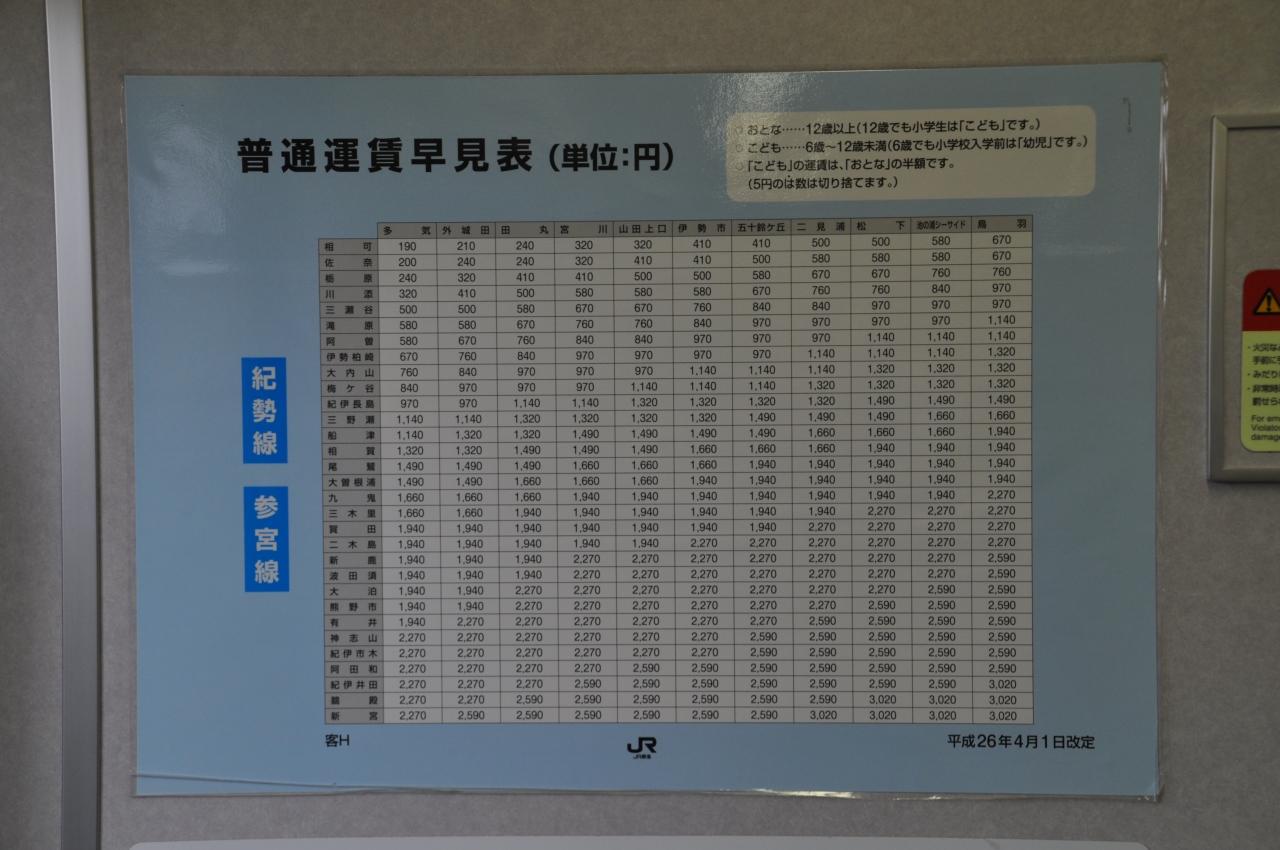 普通運賃早見表(単位:円)
○おとな……12歳以上(12歳でも小学生は「こども」です。)
○こども……6歳～12歳未満(6歳でも小学校入学前は「幼児」です。)
○「こども」の運賃は、「おとな」の半額です。
(5円のは数は切り捨てます。)
多気 外城田 田丸 宮川 山田上口 伊勢市 五十鈴ケ丘 二見浦 松下 池の浦シーサイド 鳥羽
相可 190 210 240 320 320 410 410 500 500 580 670
佐奈 200 240 240 320 410 410 500 580 580 580 670
栃原 240 320 410 410 500 500 580 670 670 760 760
川添 320 410 500 580 580 580 670 760 760 840 970
三瀬谷 500 500 580 670 670 760 840 840 970 970 970
滝原 580 580 670 760 760 840 970 970 970 970 1,140
阿曽 580 670 760 840 840 970 970 970 1,140 1,140 1,140
伊勢柏崎 670 760 840 970 970 970 970 1,140 1,140 1,140 1,320
大内山 760 840 970 970 970 1,140 1,140 1,140 1,320 1,320 1,320
梅ケ谷 840 970 970 970 1,140 1,140 1,140 1,320 1,320 1,320 1,320
紀伊長島 970 970 1,140 1,140 1,320 1,320 1,320 1,320 1,490 1,490 1,490
三野瀬 1,140 1,140 1,320 1,320 1,320 1,320 1,490 1,490 1,490 1,660 1,660
船津 1,140 1,320 1,320 1,490 1,490 1,490 1,490 1,660 1,660 1,660 1,940
相賀 1,320 1,320 1,490 1,490 1,490 1,660 1,660 1,660 1,940 1,940 1,940
尾鷲 1,490 1,490 1,490 1,660 1,660 1,660 1,940 1,940 1,940 1,940 1,940
大曽根浦 1,490 1,490 1,660 1,660 1,660 1,940 1,940 1,940 1,940 1,940 1,940
九鬼 1,660 1,660 1,660 1,940 1,940 1,940 1,940 1,940 1,940 1,940 2,270
三木里 1,660 1,660 1,940 1,940 1,940 1,940 1,940 1,940 2,270 2,270 2,270
賀田 1,940 1,940 1,940 1,940 1,940 1,940 1,940 2,270 2,270 2,270 2,270
二木島 1,940 1,940 1,940 1,940 1,940 2,270 2,270 2,270 2,270 2,270 2,270
新鹿 1,940 1,940 1,940 2,270 2,270 2,270 2,270 2,270 2,270 2,270 2,590
波田須 1,940 1,940 1,940 2,270 2,270 2,270 2,270 2,270 2,270 2,270 2,590
大泊 1,940 1,940 2,270 2,270 2,270 2,270 2,270 2,270 2,270 2,590 2,590
熊野市 1,940 1,940 2,270 2,270 2,270 2,270 2,270 2,270 2,590 2,590 2,590
有井 1,940 2,270 2,270 2,270 2,270 2,270 2,270 2,590 2,590 2,590 2,590
神志山 2,270 2,270 2,270 2,270 2,270 2,270 2,590 2,590 2,590 2,590 2,590
紀伊市木 2,270 2,270 2,270 2,270 2,270 2,590 2,590 2,590 2,590 2,590 2,590
阿田和 2,270 2,270 2,270 2,270 2,590 2,590 2,590 2,590 2,590 2,590 2,590
紀伊井田 2,270 2,270 2,270 2,590 2,590 2,590 2,590 2,590 2,590 2,590 3,020
鵜殿 2,270 2,270 2,590 2,590 2,590 2,590 2,590 2,590 3,020 3,020 3,020
新宮 2,270 2,590 2,590 2,590 2,590 2,590 2,590 3,020 3,020 3,020 3,020
紀勢線
参宮線
客H
JR
JR東海
平成26年4月1日改定
・火災な
手前に
・みだり
・非常時
罰せら
For em
Violato
damag